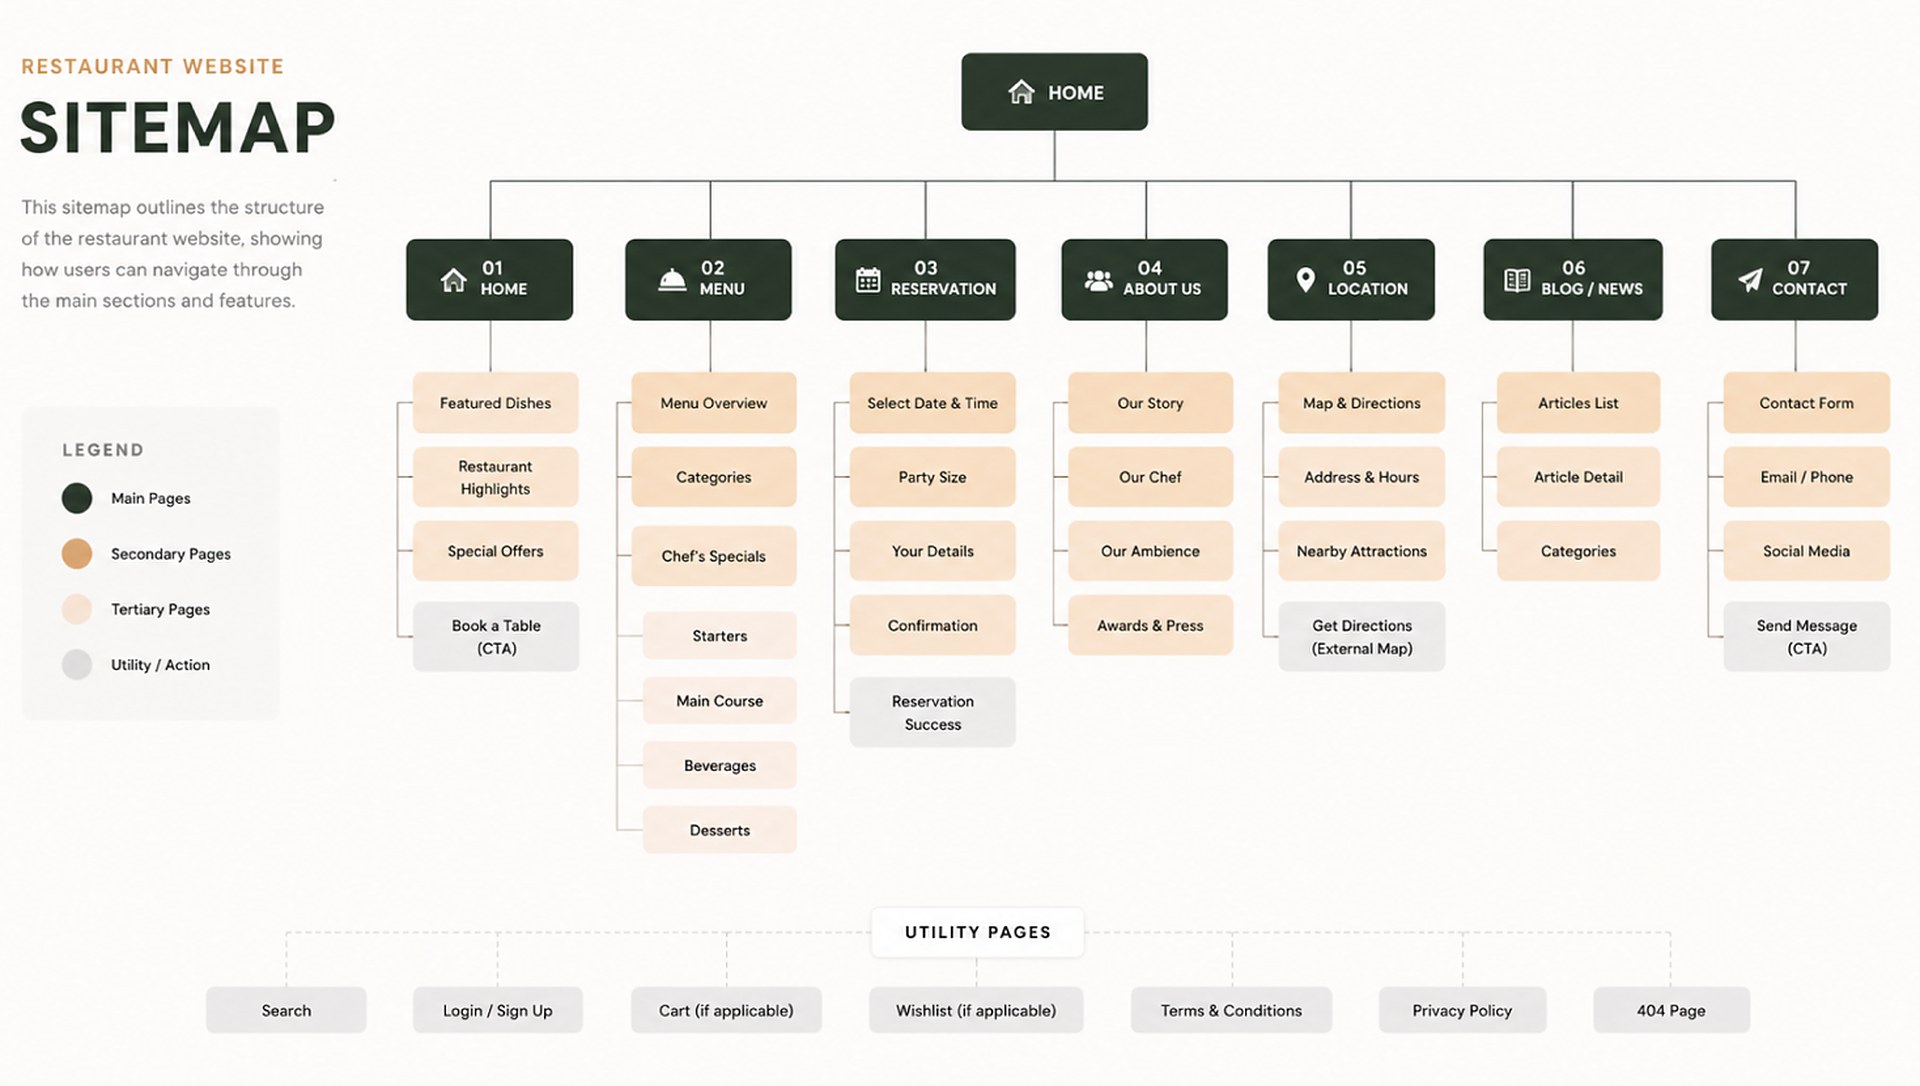 RESTAURANT WEBSITE
SITEMAP
This sitemap outlines the structure
of the restaurant website, showing
how users can navigate through
the main sections and features.
LEGEND
Main Pages
Secondary Pages
Tertiary Pages
Utility / Action
HOME
01
HOME
Featured Dishes
Restaurant
Highlights
Special Offers
Book a Table
(CTA)
02
MENU
Menu Overview
Categories
Chef's Specials
Starters
Main Course
Beverages
Desserts
03
RESERVATION
Select Date & Time
Party Size
Your Details
Confirmation
Reservation
Success
04
ABOUT US
Our Story
Our Chef
Our Ambience
Awards & Press
05
LOCATION
Map & Directions
Address & Hours
Nearby Attractions
Get Directions
(External Map)
06
BLOG / NEWS
Articles List
Article Detail
Categories
07
CONTACT
Contact Form
Email / Phone
Social Media
Send Message
(CTA)
UTILITY PAGES
Search
Login / Sign Up
Cart (if applicable)
Wishlist (if applicable)
Terms & Conditions
Privacy Policy
404 Page